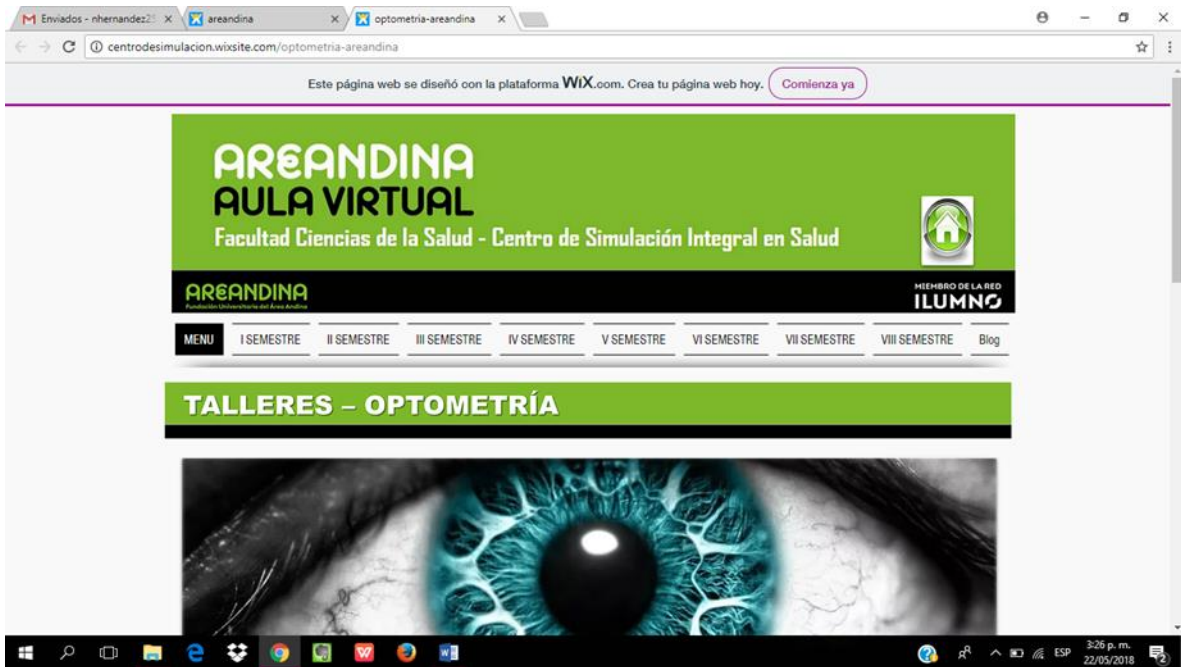 Enviados - nhernandez2
areandina
optometria-areandina
centrodesimulacion.wixsite.com/optometria-areandina
Este página web se diseñó con la plataforma WiX.com. Crea tu página web hoy.
Comienza ya
AREANDINA
AULA VIRTUAL
Facultad Ciencias de la Salud - Centro de Simulación Integral en Salud
AREANDINA
Fundación Universitaria del Área Andina
MIEMBRO DE LA RED
ILUMNO
MENU I SEMESTRE II SEMESTRE III SEMESTRE IV SEMESTRE V SEMESTRE VI SEMESTRE VII SEMESTRE VIII SEMESTRE Blog
TALLERES – OPTOMETRÍA
ESP
3:26 p. m.
22/05/2018